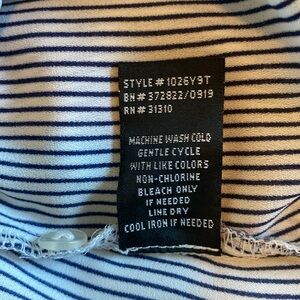 STYLE# 1026Y9T
BH# 372822/0919
RN# 31310
MACHINE WASH COLD
GENTLE CYCLE
WITH LIKE COLORS
NON-CHLORINE
BLEACH ONLY
IF NEEDED
LINE DRY
COOL IRON IF NEEDED